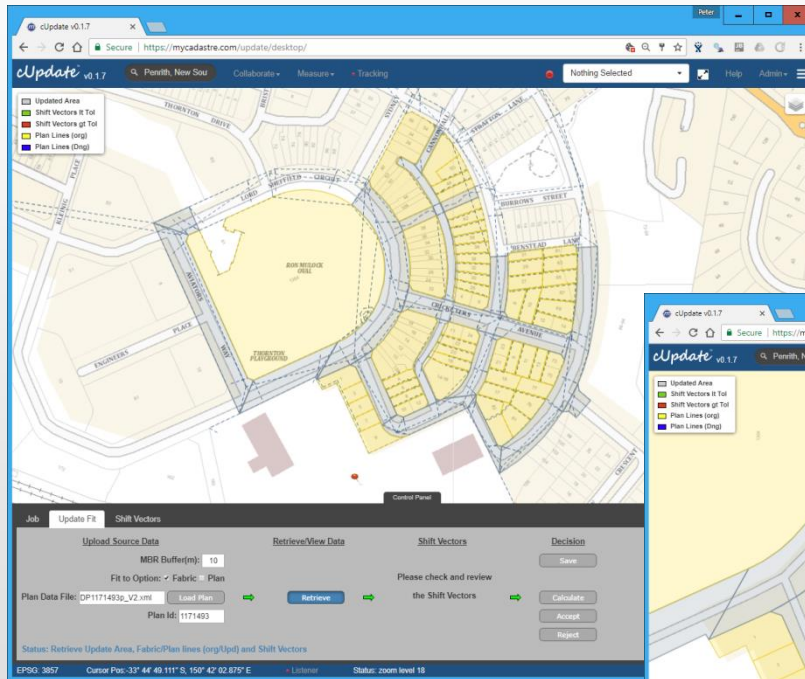 Peter
cUpdate v0.1.7
Secure | https://mycadastre.com/update/desktop/
cUpdate v0.1.7
Penrith, New Sou
Collaborate
Measure
Tracking
Nothing Selected
Help
Admin
Updated Area
Shift Vectors lt Tol
Shift Vectors gt Tol
Plan Lines (org)
Plan Lines (Dng)
THORNTON
DRIVE
KLEINIG
PLACE
LORD
SHEFFIELD
CIRCUIT
SYDNEY
STRATTON
LANE
BURROWS STREET
BENSTEAD LANE
RON MULOCK
OVAL
AVIATORS
WAY
ENGINEERS
PLACE
THORNTON
PLAYGROUND
CRICKETERS
AVENUE
CRESCENT
Control Panel
Job
Update Fit
Shift Vectors
Upload Source Data
Retrieve/View Data
Shift Vectors
Decision
MBR Buffer(m): 10
Save
Fit to Option: Fabric Plan
Please check and review
Plan Data File: DP1171493p_V2.xml Load Plan
Retrieve
the Shift Vectors
Calculate
Plan Id: 1171493
Accept
Reject
Status: Retrieve Update Area, Fabric/Plan lines (org/Upd) and Shift Vectors
EPSG: 3857
Cursor Pos:-33° 44' 49.111" S, 150° 42' 02.875" E
Listener
Status: zoom level 18
cUpdate v0.1.7
Secure | https://m
cUpdate v0.1.7
Penrith, N
Updated Area
Shift Vectors lt Tol
Shift Vectors gt Tol
Plan Lines (org)
Plan Lines (Dng)